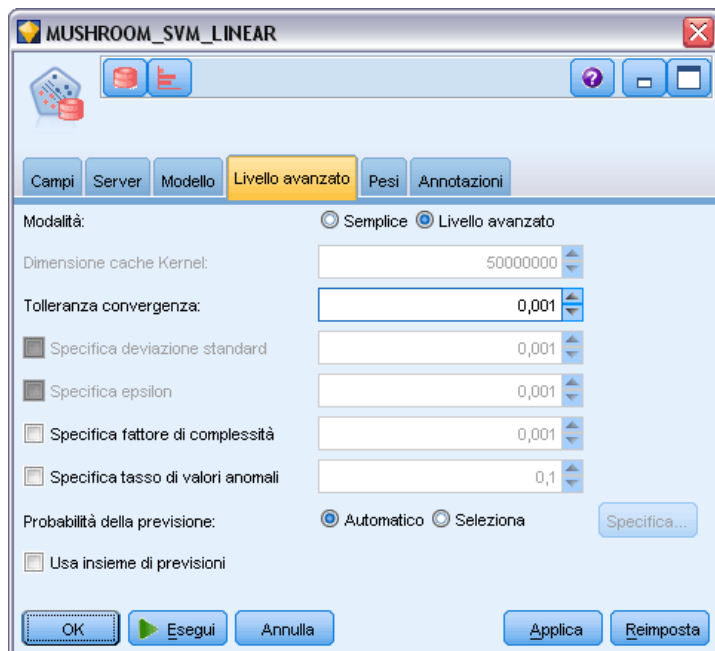 MUSHROOM_SVM_LINEAR
Campi Server Modello Livello avanzato Pesi Annotazioni
Modalità: Semplice Livello avanzato
Dimensione cache Kernel: 50000000
Tolleranza convergenza: 0,001
Specifica deviazione standard 0,001
Specifica epsilon 0,001
Specifica fattore di complessità 0,001
Specifica tasso di valori anomali 0,1
Probabilità della previsione: Automatico Seleziona Specifica...
Usa insieme di previsioni
OK Esegui Annulla Applica Reimposta